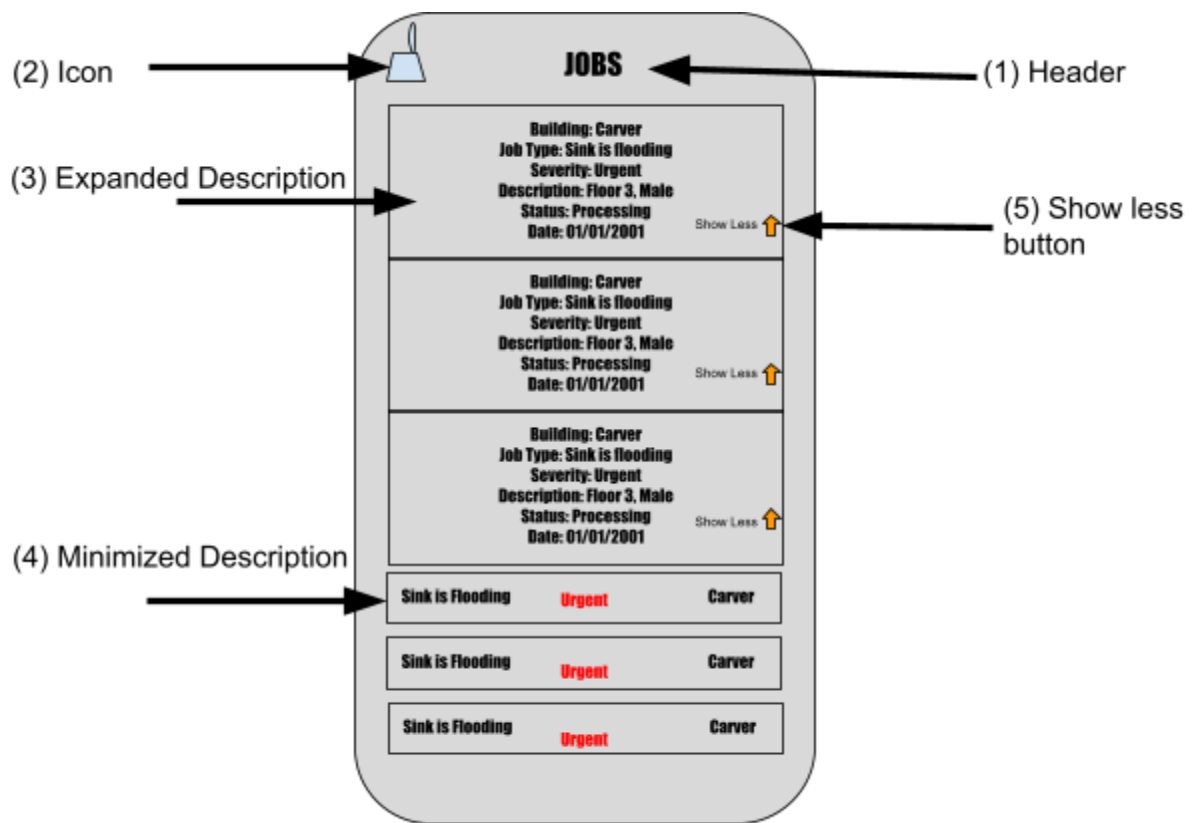 JOBS
(2) Icon
(1) Header
Building: Carver
Job Type: Sink is flooding
Severity: Urgent
Description: Floor 3, Male
Status: Processing
Date: 01/01/2001
Show Less
(3) Expanded Description
(5) Show less
button
Building: Carver
Job Type: Sink is flooding
Severity: Urgent
Description: Floor 3, Male
Status: Processing
Date: 01/01/2001
Show Less
Building: Carver
Job Type: Sink is flooding
Severity: Urgent
Description: Floor 3, Male
Status: Processing
Date: 01/01/2001
Show Less
(4) Minimized Description
Sink is Flooding Urgent Carver
Sink is Flooding Urgent Carver
Sink is Flooding Urgent Carver